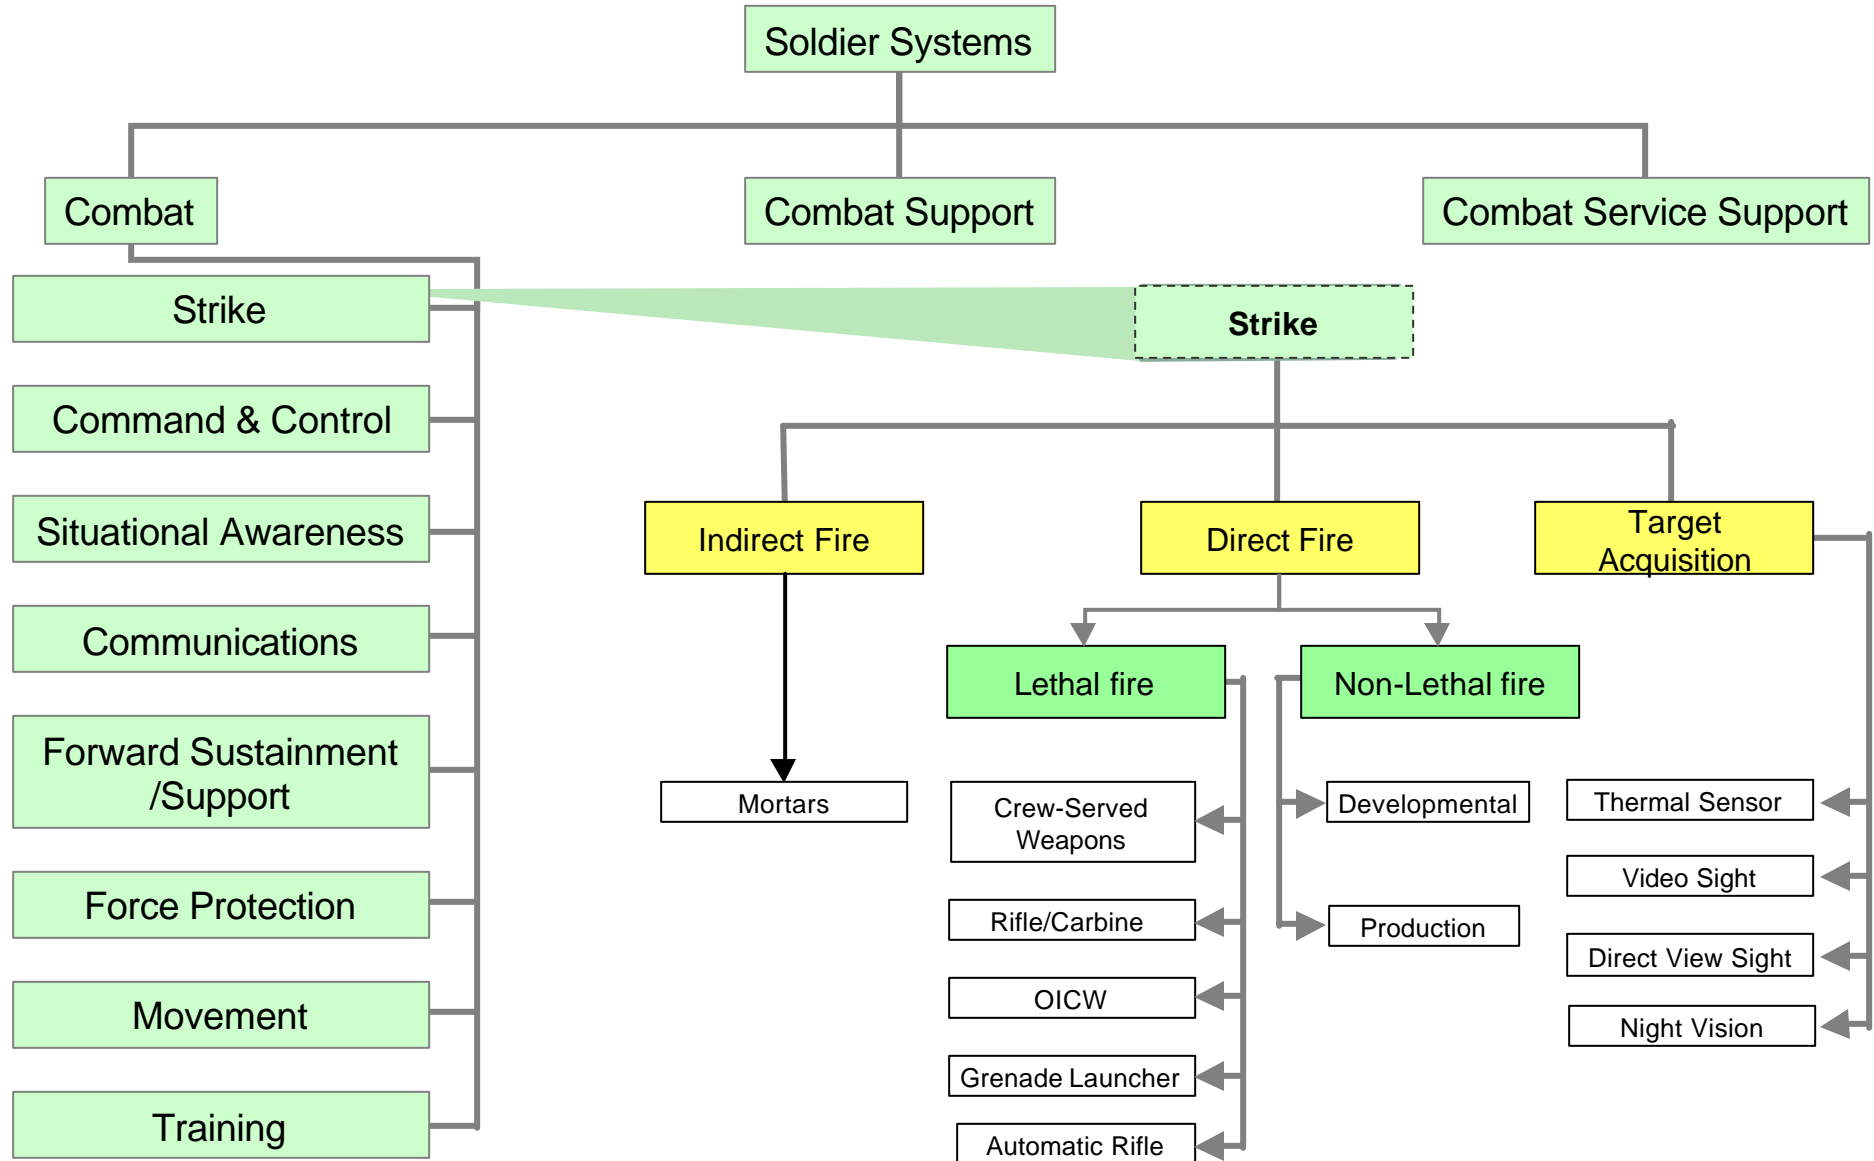 Soldier Systems
Combat
Combat Support
Combat Service Support
Strike
Command & Control
Situational Awareness
Communications
Forward Sustainment
/Support
Force Protection
Movement
Training
Strike
Indirect Fire
Direct Fire
Target
Acquisition
Lethal fire
Non-Lethal fire
Mortars
Crew-Served
Weapons
Rifle/Carbine
OICW
Grenade Launcher
Automatic Rifle
Developmental
Production
Thermal Sensor
Video Sight
Direct View Sight
Night Vision